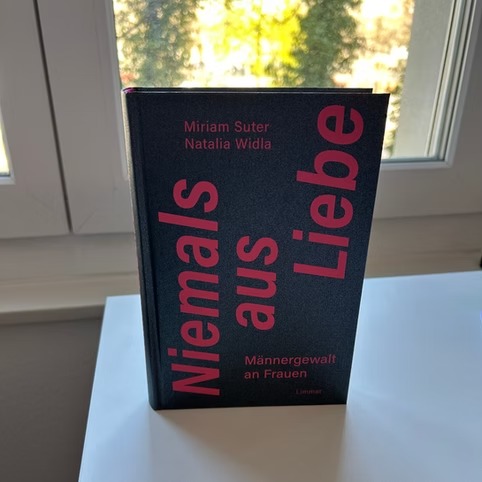 Miriam Suter
Natalia Widla
Niemals
aus
Liebe
Männergewalt
an Frauen
Limmat